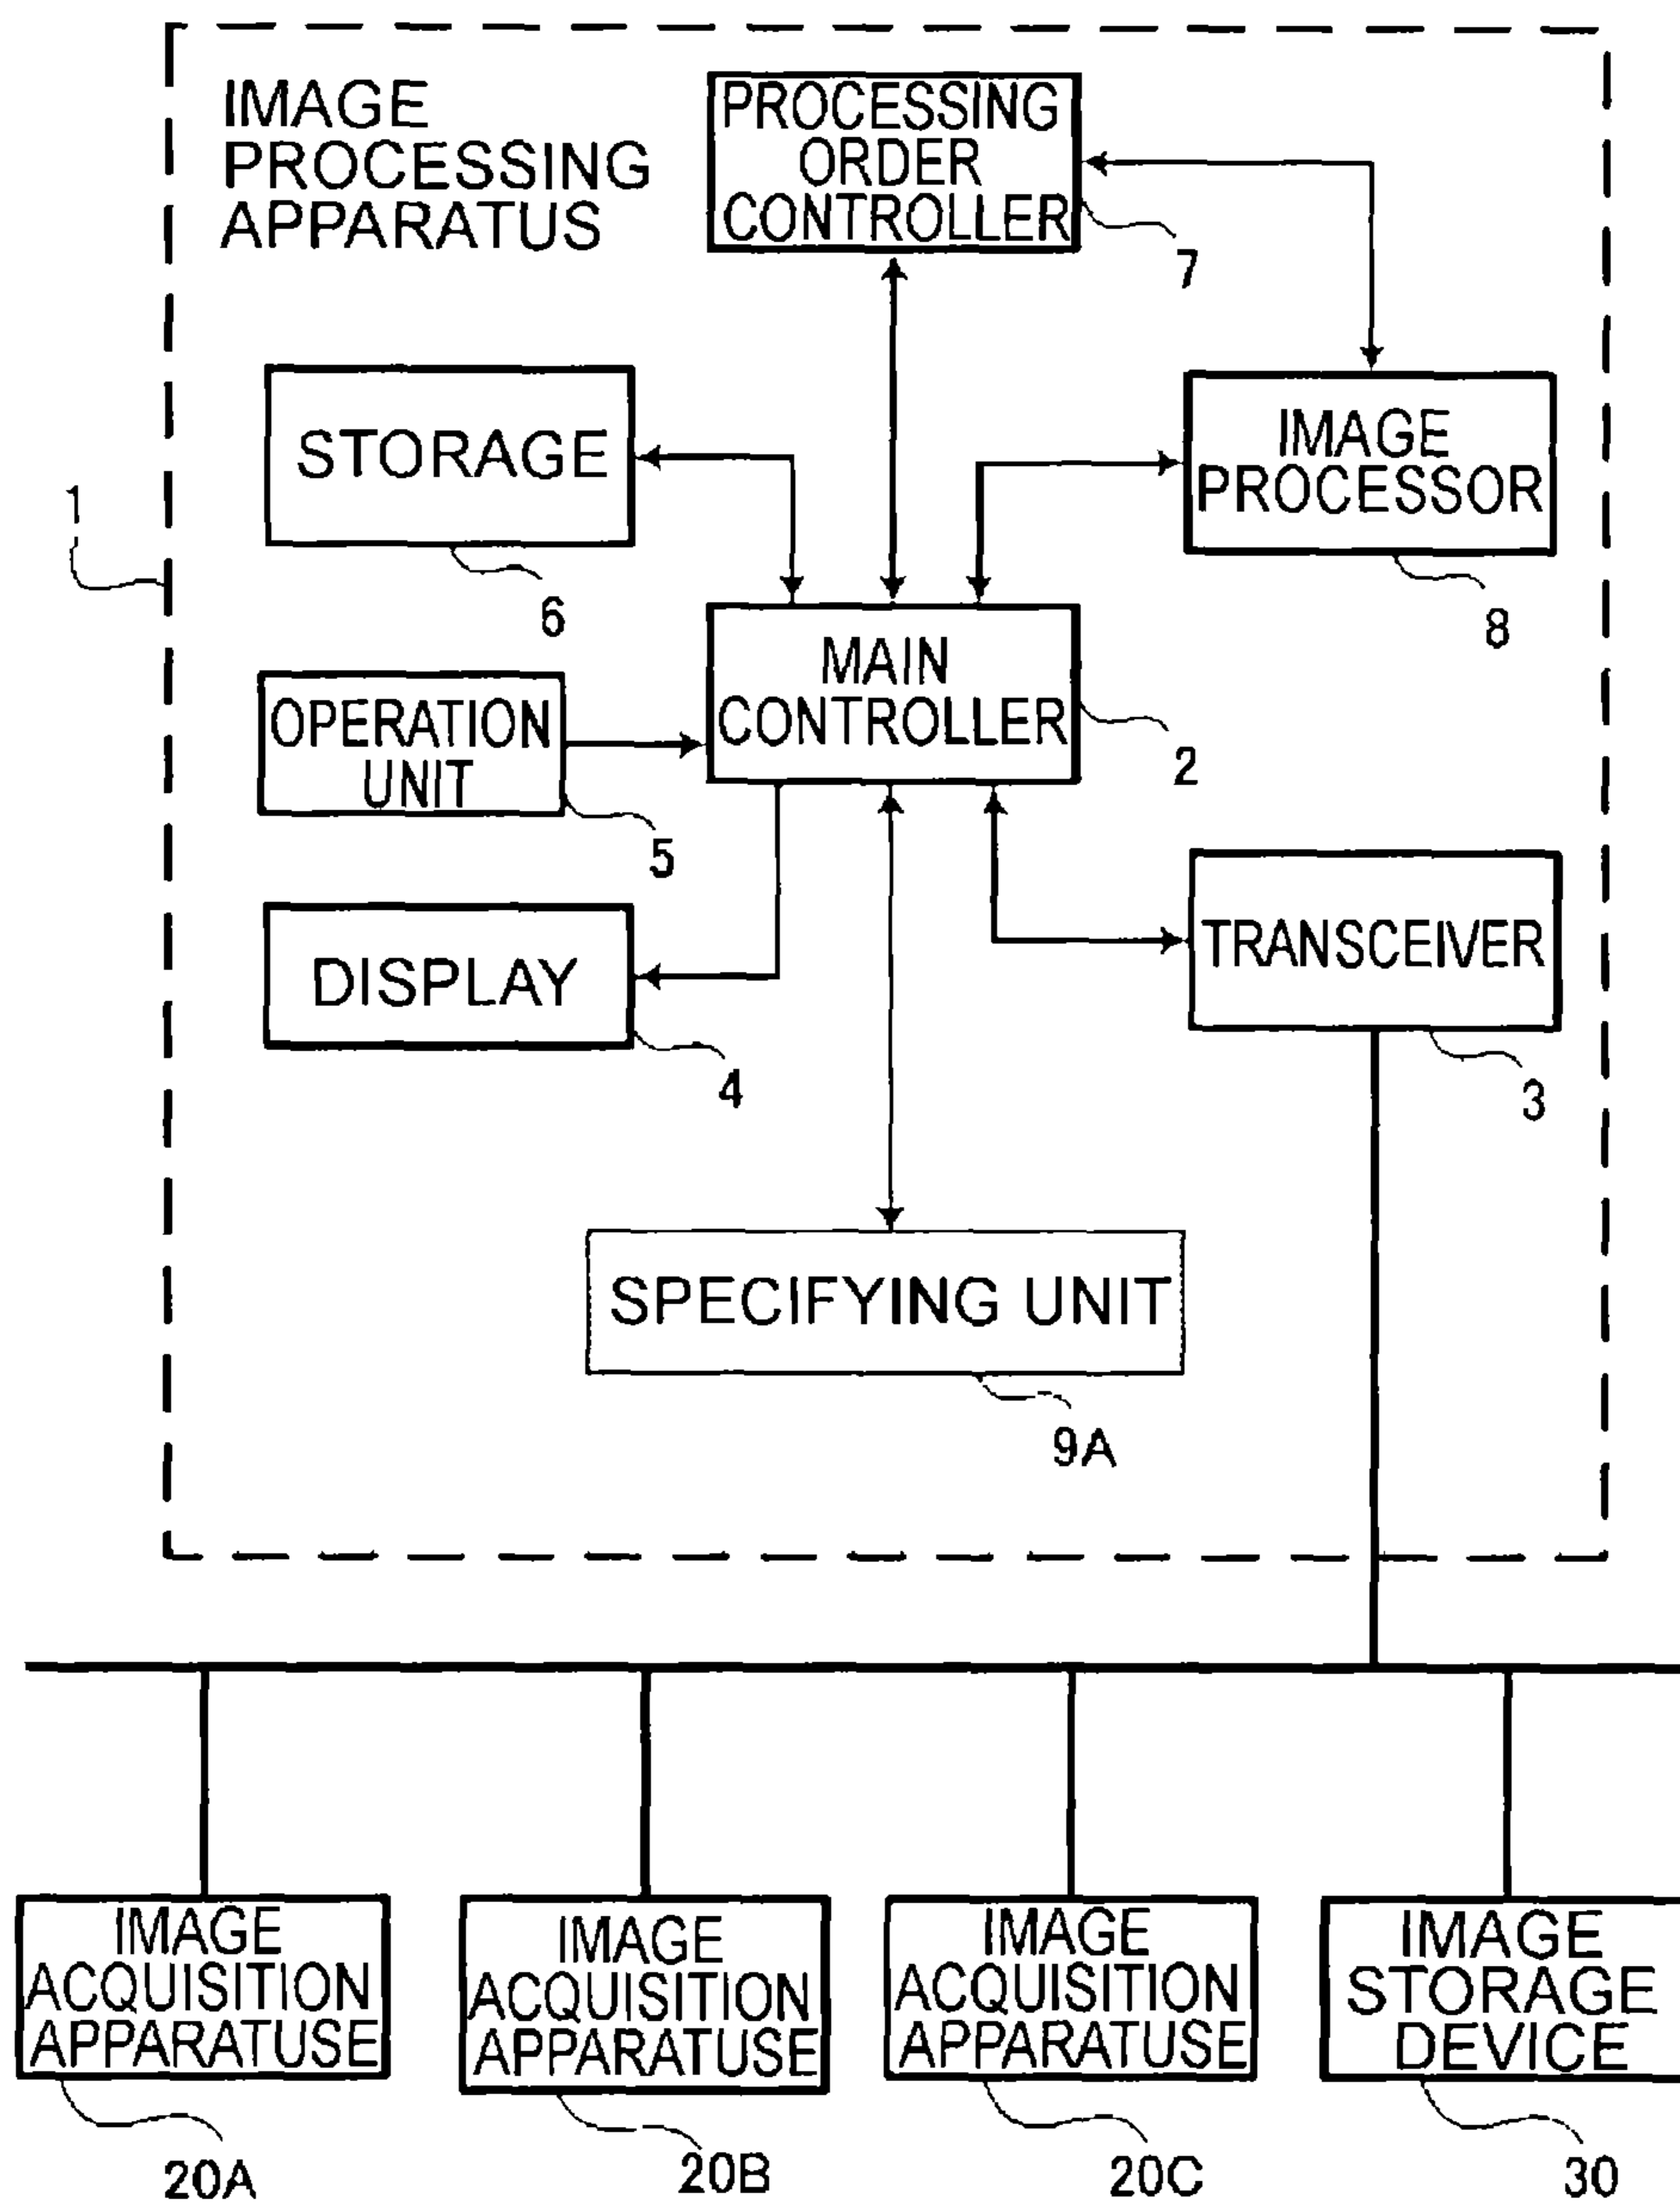 IMAGE
PROCESSING
APPARATUS
PROCESSING
ORDER
CONTROLLER
7
STORAGE
6
IMAGE
PROCESSOR
8
1
MAIN
CONTROLLER
2
OPERATION
UNIT
5
DISPLAY
4
TRANSCEIVER
3
SPECIFYING UNIT
9A
IMAGE
ACQUISITION
APPARATUSE
20A
IMAGE
ACQUISITION
APPARATUSE
20B
IMAGE
ACQUISITION
APPARATUSE
20C
IMAGE
STORAGE
DEVICE
30